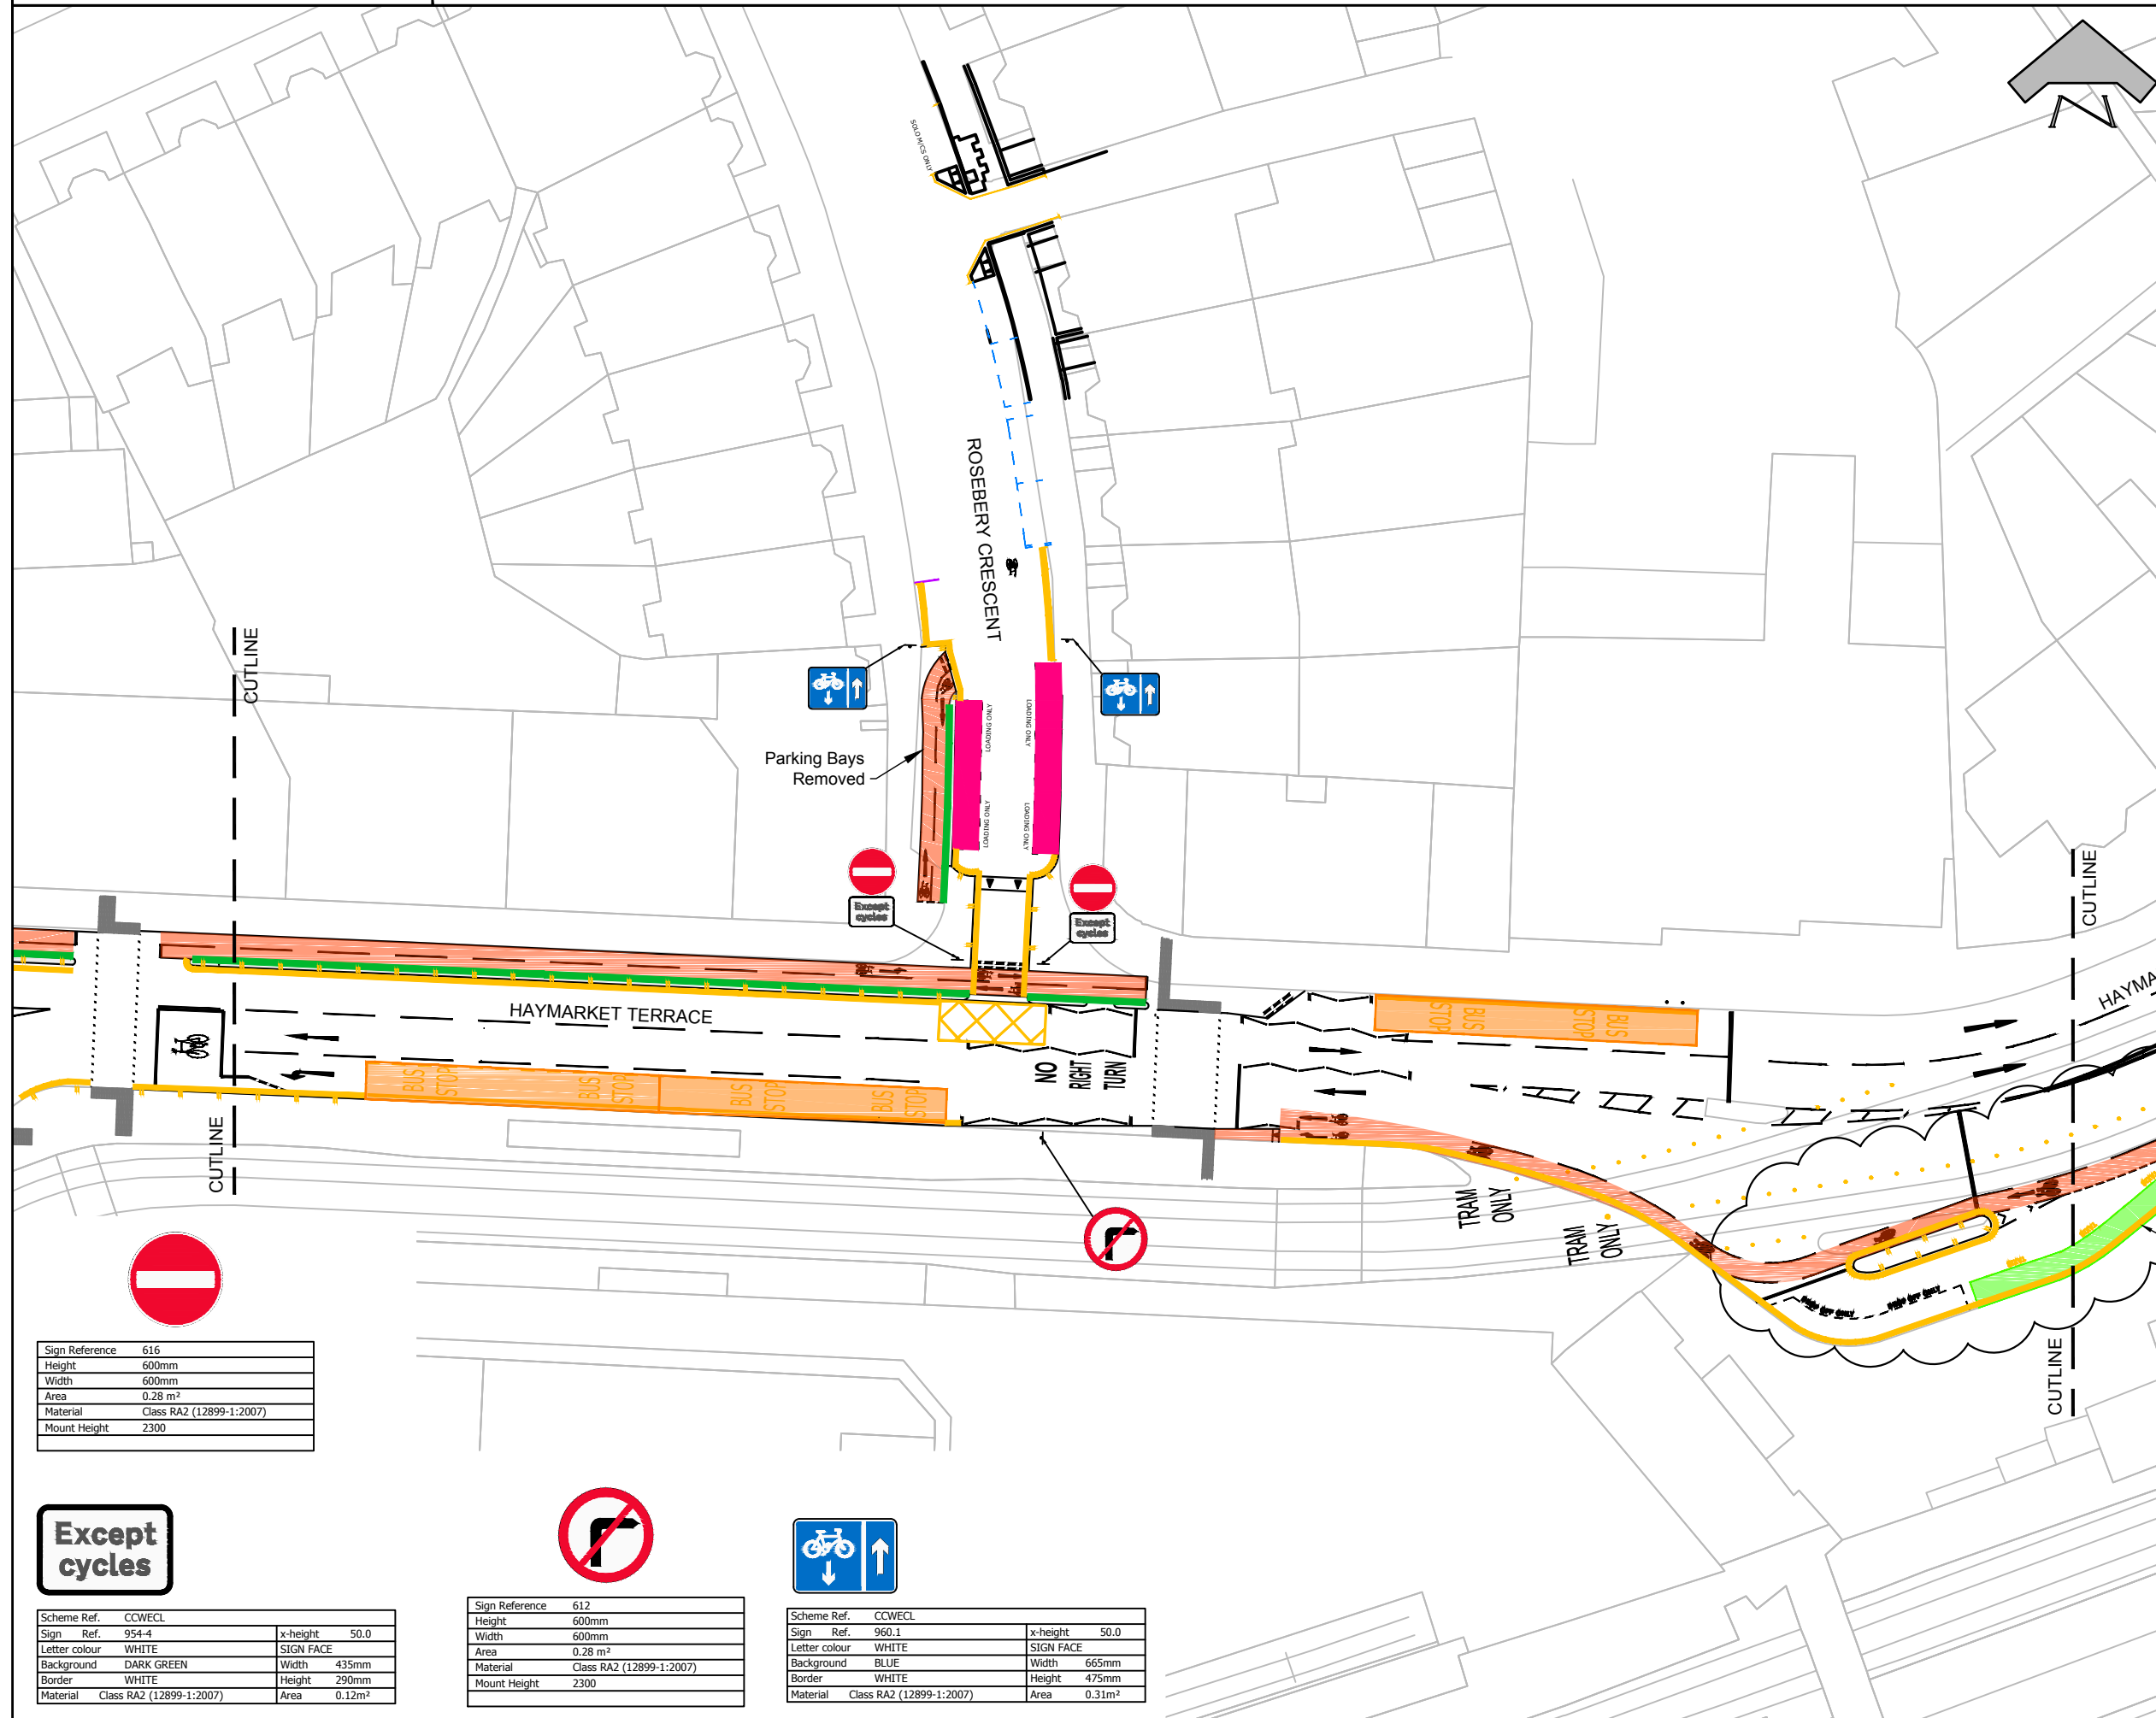 SOLO M/CS ONLY
ROSEBERY CRESCENT
CUTLINE
LOADING ONLY
LOADING ONLY
LOADING ONLY
LOADING ONLY
Parking Bays
Removed
Except
cycles
Except
cycles
CUTLINE
HAYMARKET TERRACE
HAYMA
BUS
STOP
BUS
STOP
BUS
STOP
BUS
STOP
BUS
STOP
BUS
STOP
NO
RIGHT
TURN
CUTLINE
TRAM
ONLY
TRAM
ONLY
CUTLINE
Sign Reference 616
Height 600mm
Width 600mm
Area 0.28 m²
Material Class RA2 (12899-1:2007)
Mount Height 2300
Except
cycles
Scheme Ref. CCWECL
Sign Ref. 954-4 x-height 50.0
Letter colour WHITE SIGN FACE
Background DARK GREEN Width 435mm
Border WHITE Height 290mm
Material Class RA2 (12899-1:2007) Area 0.12m²
Sign Reference 612
Height 600mm
Width 600mm
Area 0.28 m²
Material Class RA2 (12899-1:2007)
Mount Height 2300
Scheme Ref. CCWECL
Sign Ref. 960.1 x-height 50.0
Letter colour WHITE SIGN FACE
Background BLUE Width 665mm
Border WHITE Height 475mm
Material Class RA2 (12899-1:2007) Area 0.31m²